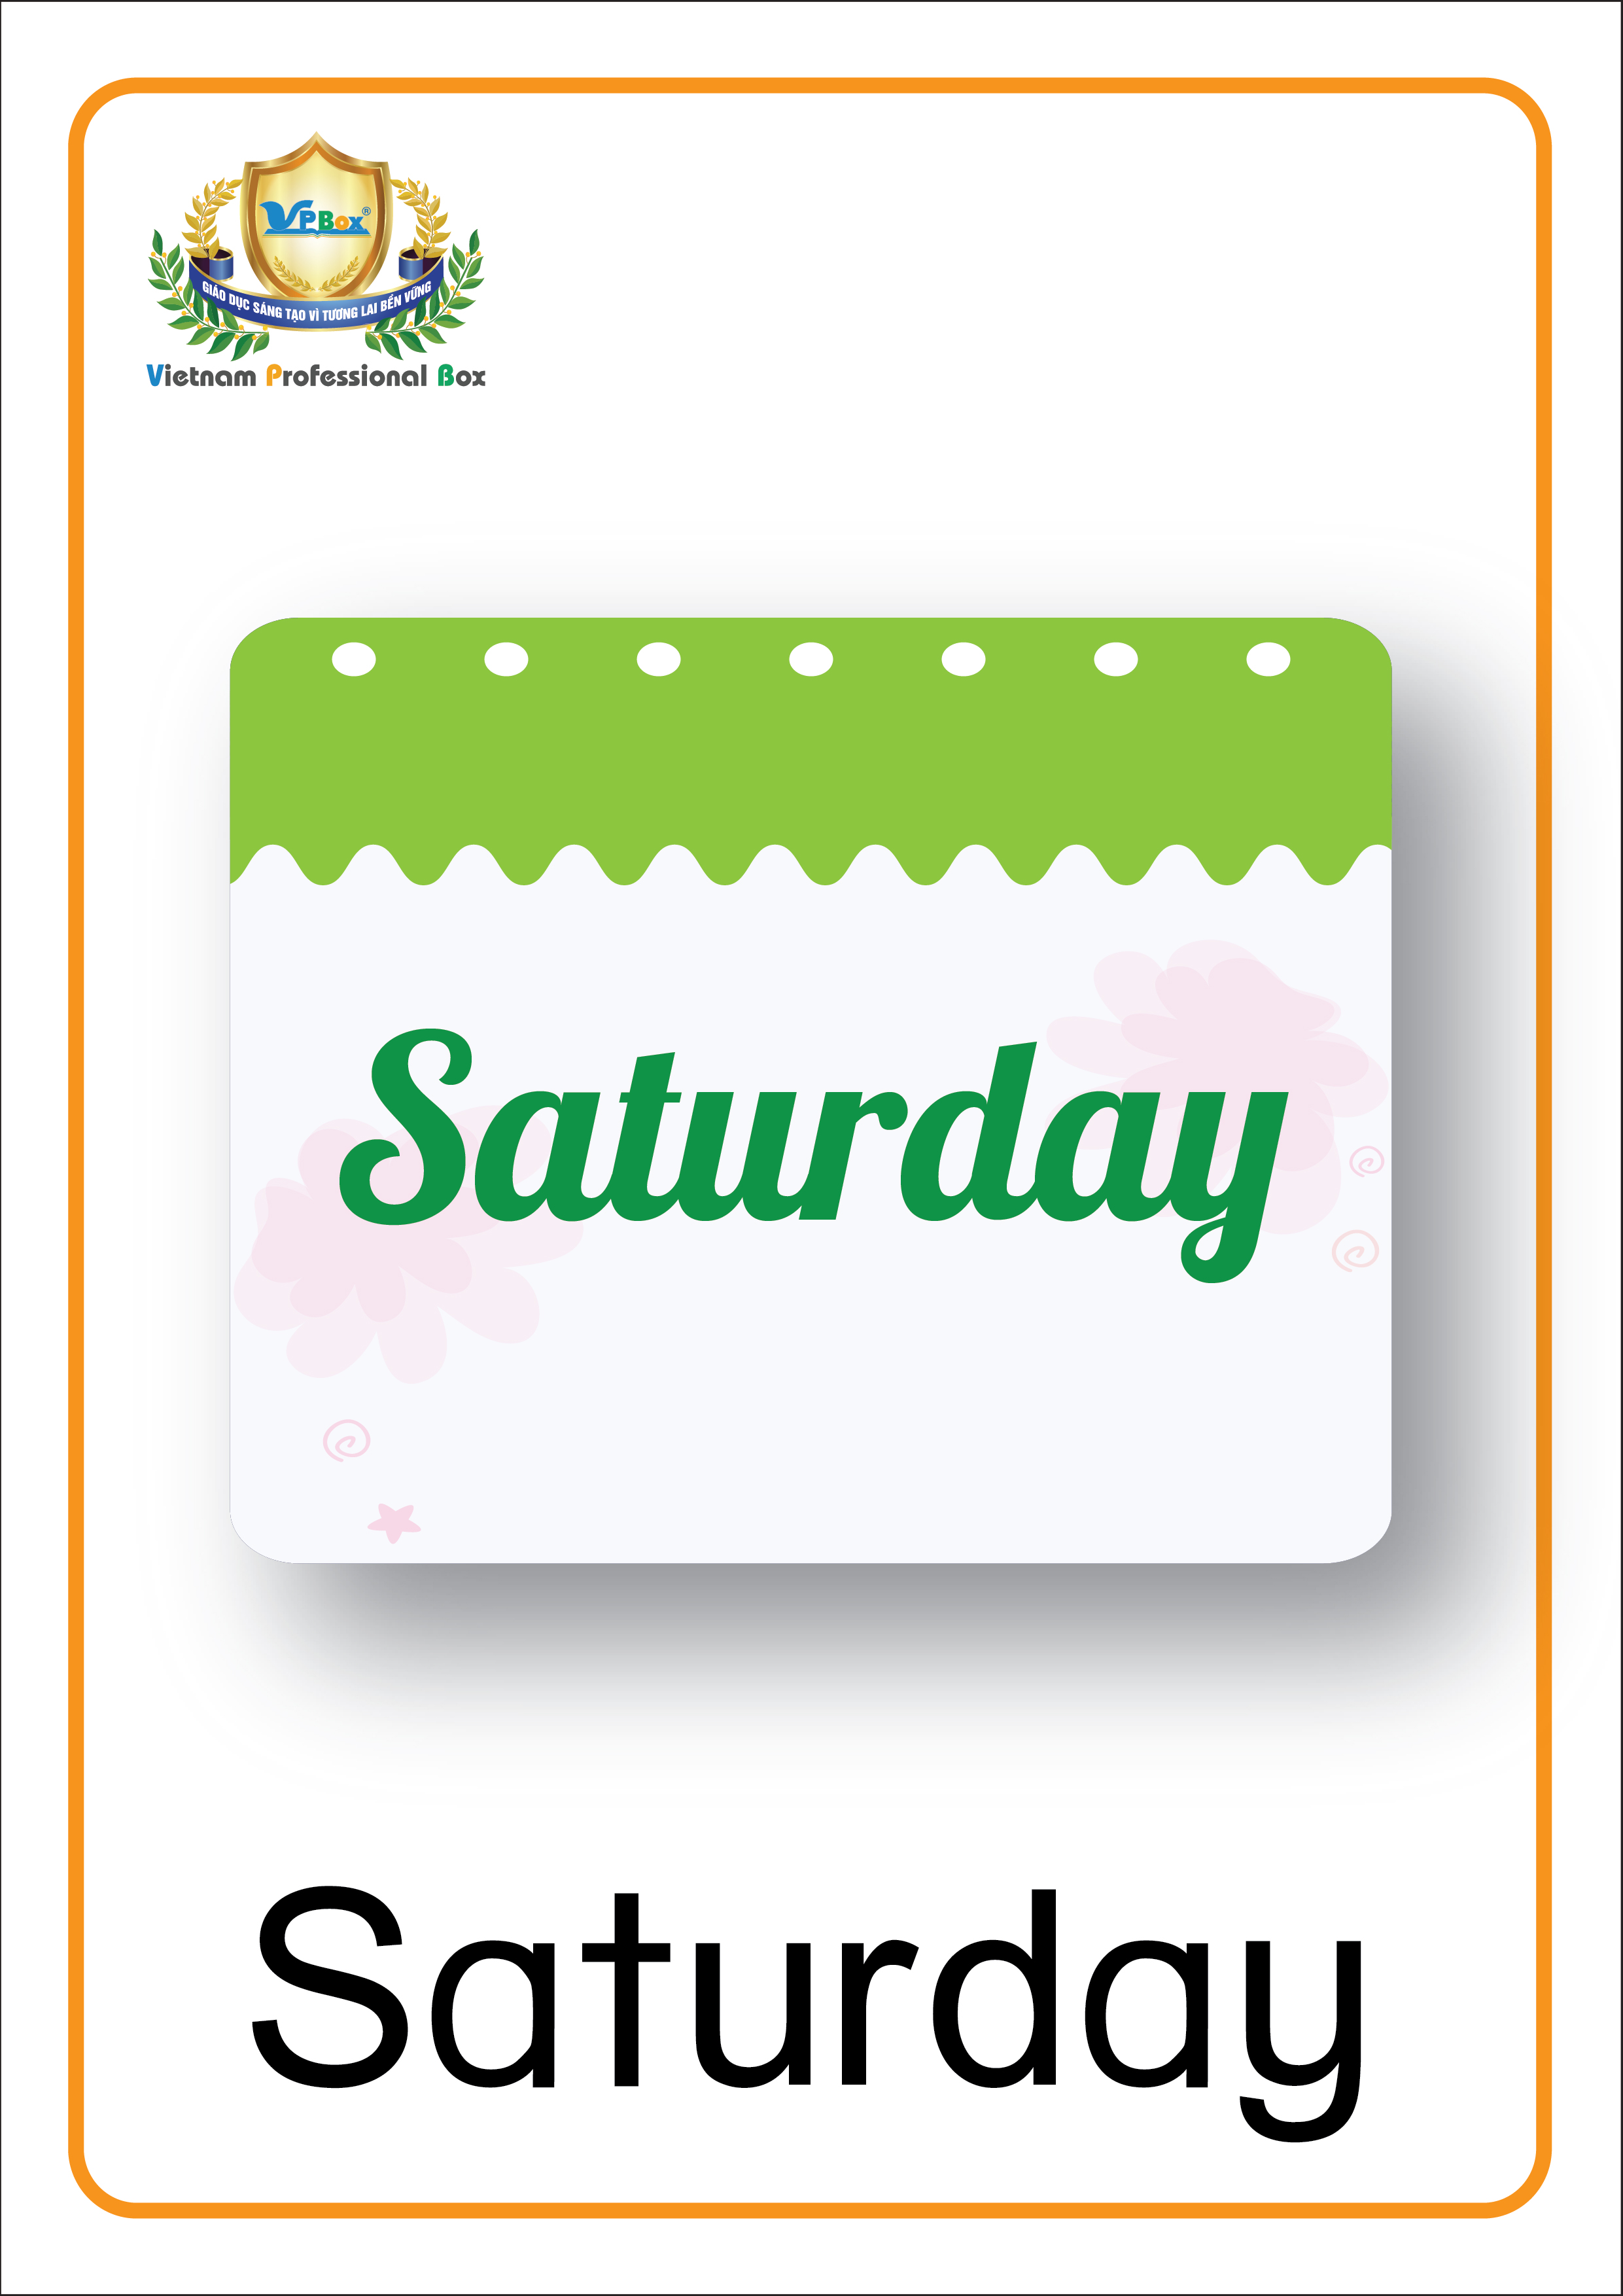 VPBox®
GIÁO DỤC SÁNG TẠO VÌ TƯƠNG LAI BỀN VỮNG
Vietnam Professional Box
Saturday
Saturday